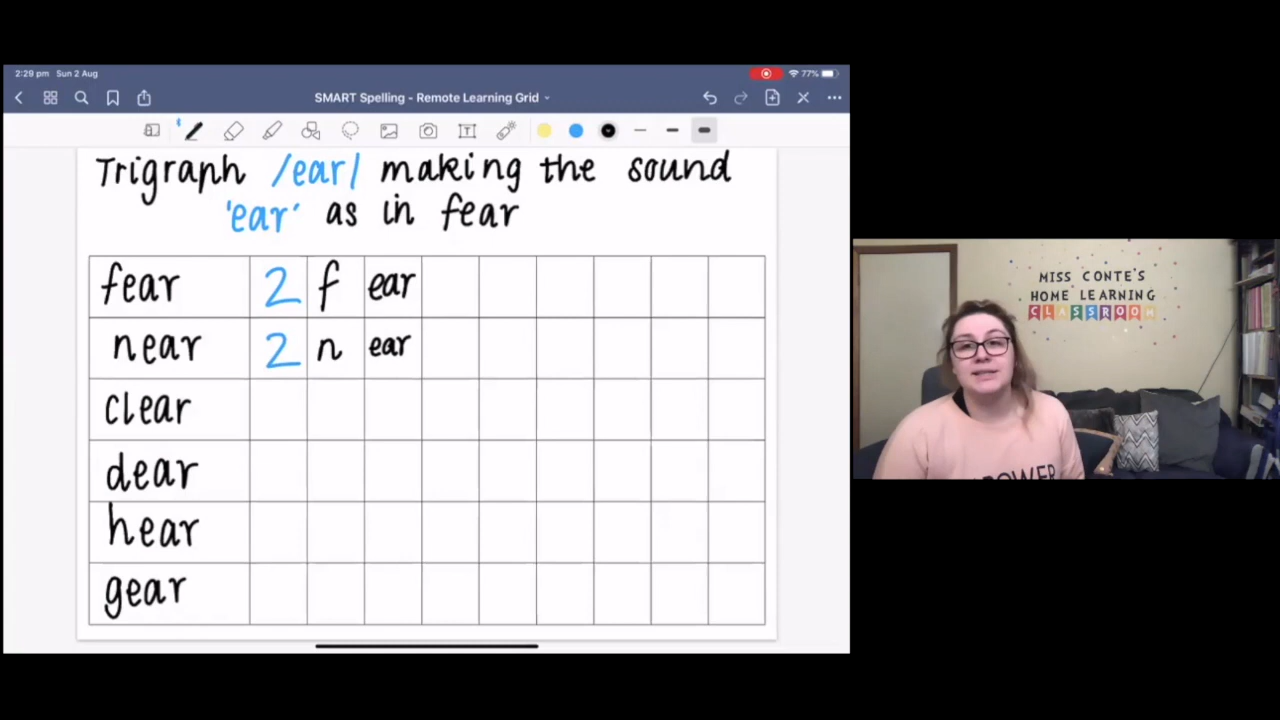 2:29 pm Sun 2 Aug
77%
SMART Spelling - Remote Learning Grid
Trigraph /ear/ making the sound
'ear' as in fear
fear 2 f ear
near 2 n ear
clear
dear
hear
gear
MISS CONTE'S
HOME LEARNING
CLASSROOM